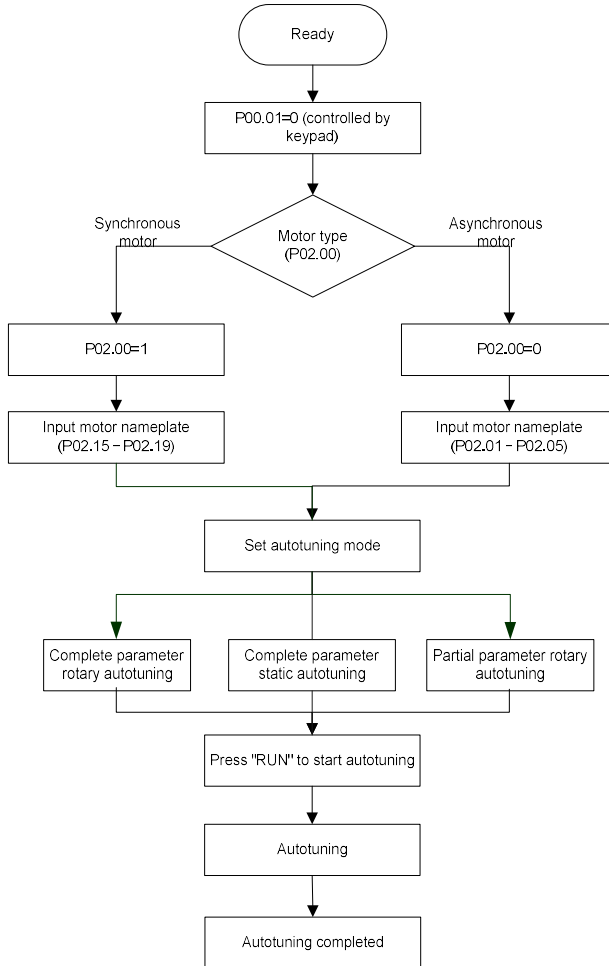 Ready
P00.01=0 (controlled by
keypad)
Synchronous
motor
Motor type
(P02.00)
Asynchronous
motor
P02.00=1
P02.00=0
Input motor nameplate
(P02.15－P02.19)
Input motor nameplate
(P02.01－P02.05)
Set autotuning mode
Complete parameter
rotary autotuning
Complete parameter
static autotuning
Partial parameter rotary
autotuning
Press "RUN" to start autotuning
Autotuning
Autotuning completed